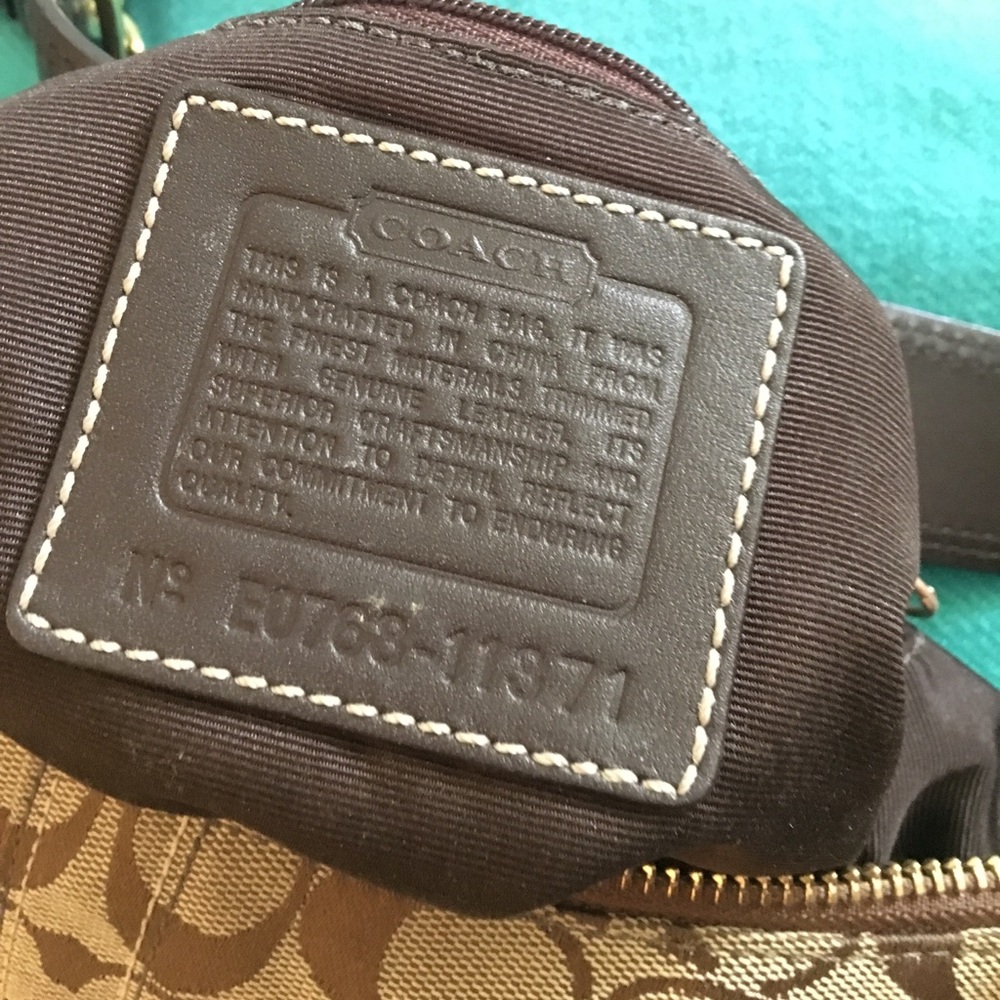 COACH
THIS IS A COACH BAG. IT WAS
HANDCRAFTED IN CHINA FROM
THE FINEST MATERIALS TRIMMED
WITH GENUINE LEATHER. ITS
SUPERIOR CRAFTSMANSHIP AND
ATTENTION TO DETAIL REFLECT
OUR COMMITMENT TO ENDURING
QUALITY.
Nº E0763-11371